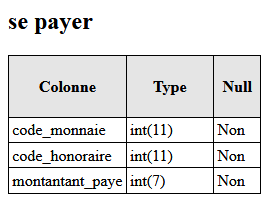 se payer
Colonne Type Null
code_monnaie int(11) Non
code_honoraire int(11) Non
montantant_paye int(7) Non